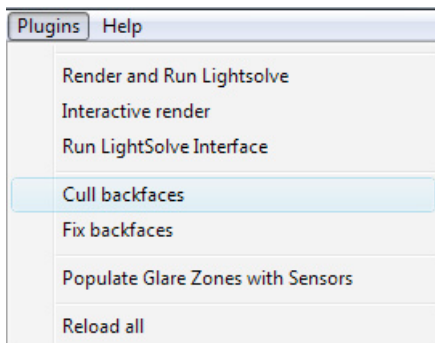 Plugins Help
Render and Run Lightsolve
Interactive render
Run LightSolve Interface
Cull backfaces
Fix backfaces
Populate Glare Zones with Sensors
Reload all